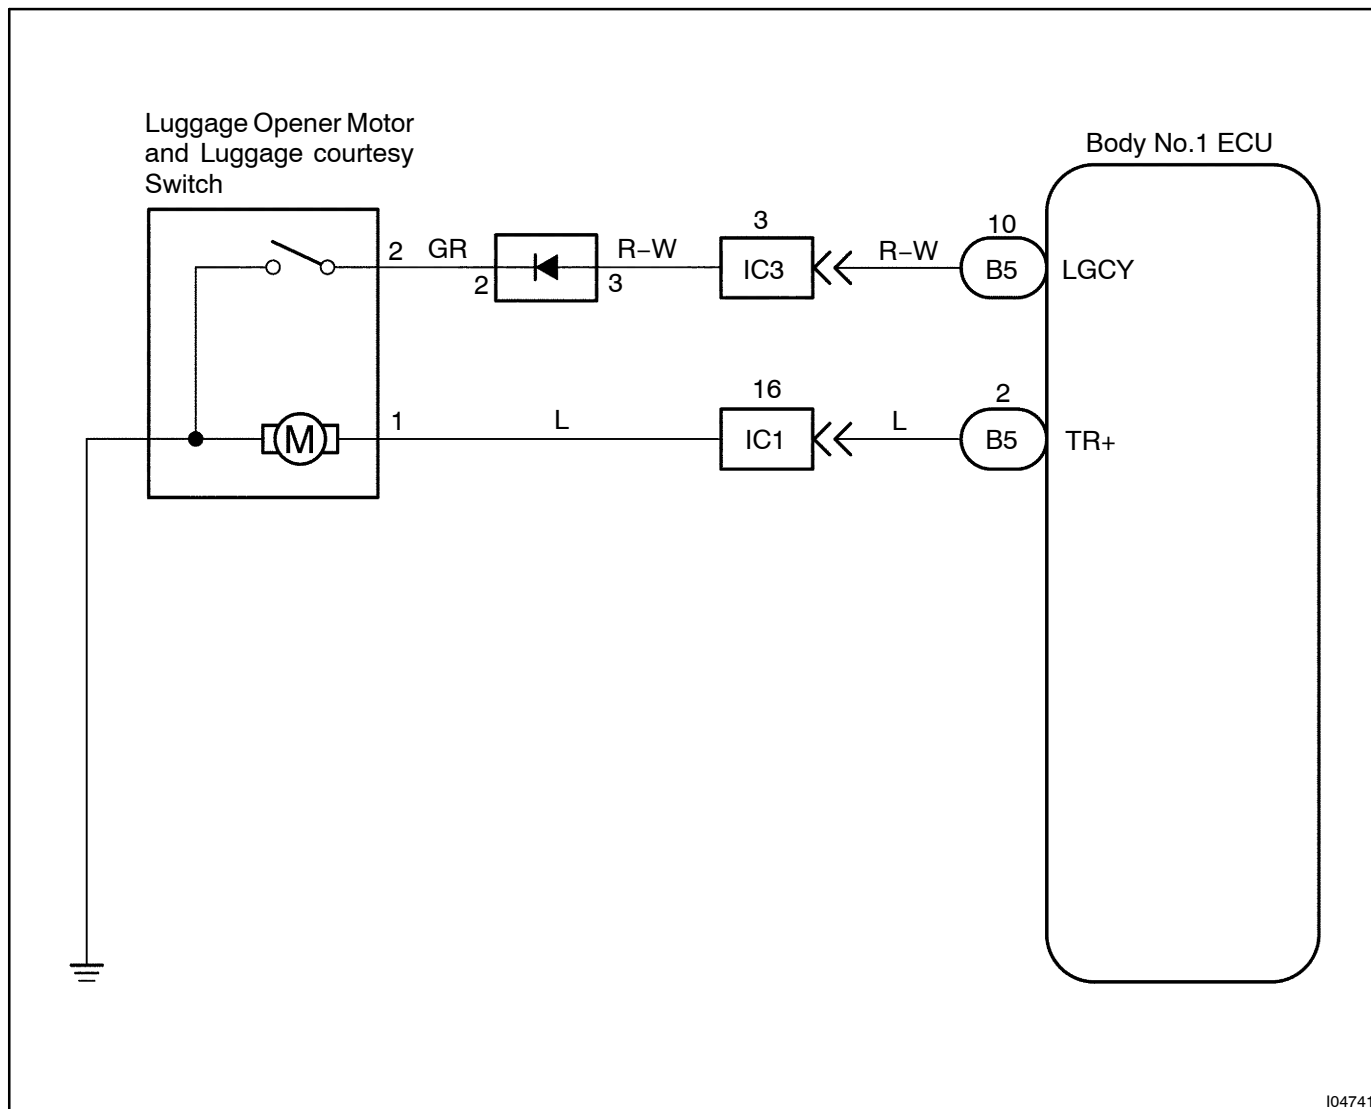 Luggage Opener Motor
and Luggage courtesy
Switch
Body No.1 ECU
2 GR 2 3 R−W 3 IC3 R−W 10 B5 LGCY
M 1 L 16 IC1 L 2 B5 TR+
I04741